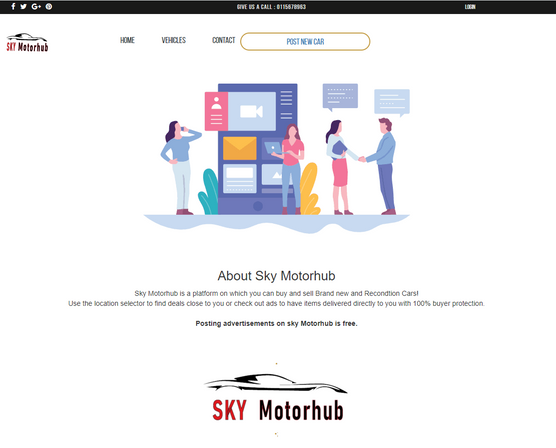 GIVE US A CALL : 0115678983
LOGIN
SKY Motorhub
HOME
VEHICLES
CONTACT
POST NEW CAR
About Sky Motorhub
Sky Motorhub is a platform on which you can buy and sell Brand new and Recondtion Cars!
Use the location selector to find deals close to you or check out ads to have items delivered directly to you with 100% buyer protection.
Posting advertisements on sky Motorhub is free.
SKY Motorhub